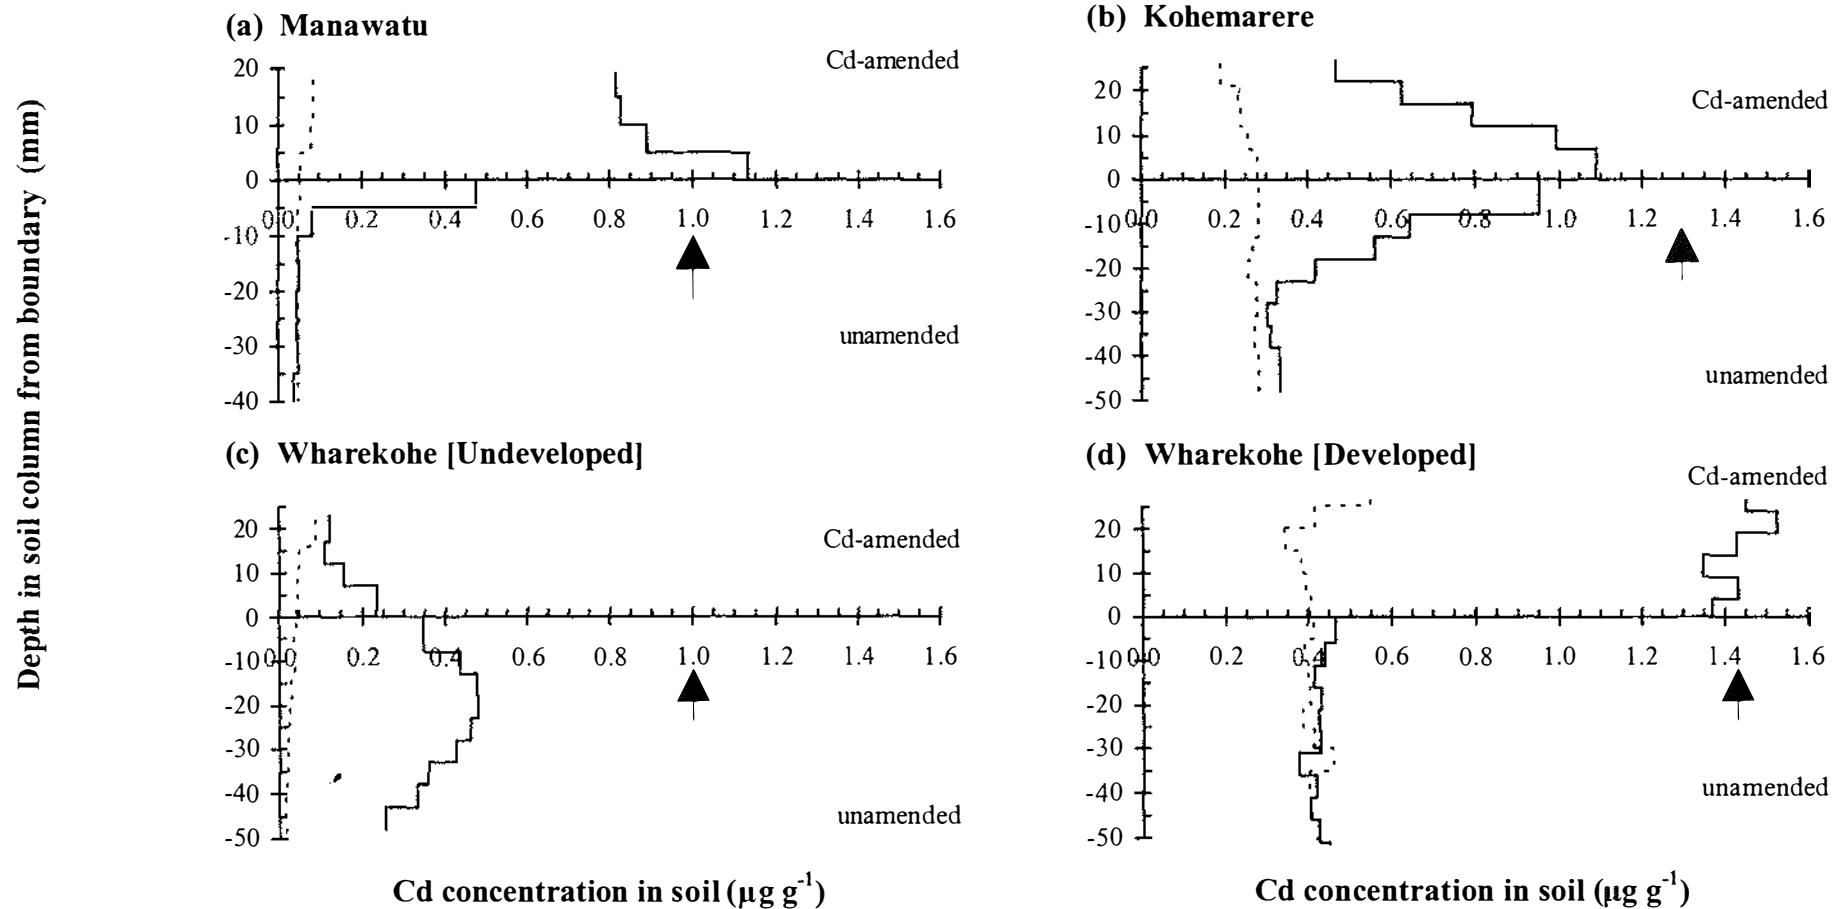 (a) Manawatu
Cd-amended
20
10
0
-10
-20
-30
-40
0.0 0.2 0.4 0.6 0.8 1.0 1.2 1.4 1.6
unamended
(b) Kohemarere
Cd-amended
20
10
0
-10
-20
-30
-40
-50
0.0 0.2 0.4 0.6 0.8 1.0 1.2 1.4 1.6
unamended
(c) Wharekohe [Undeveloped]
Cd-amended
20
10
0
-10
-20
-30
-40
-50
0.0 0.2 0.4 0.6 0.8 1.0 1.2 1.4 1.6
unamended
(d) Wharekohe [Developed]
Cd-amended
20
10
0
-10
-20
-30
-40
-50
0.0 0.2 0.4 0.6 0.8 1.0 1.2 1.4 1.6
unamended
Depth in soil column from boundary (mm)
Cd concentration in soil (µg g⁻¹)
Cd concentration in soil (µg g⁻¹)